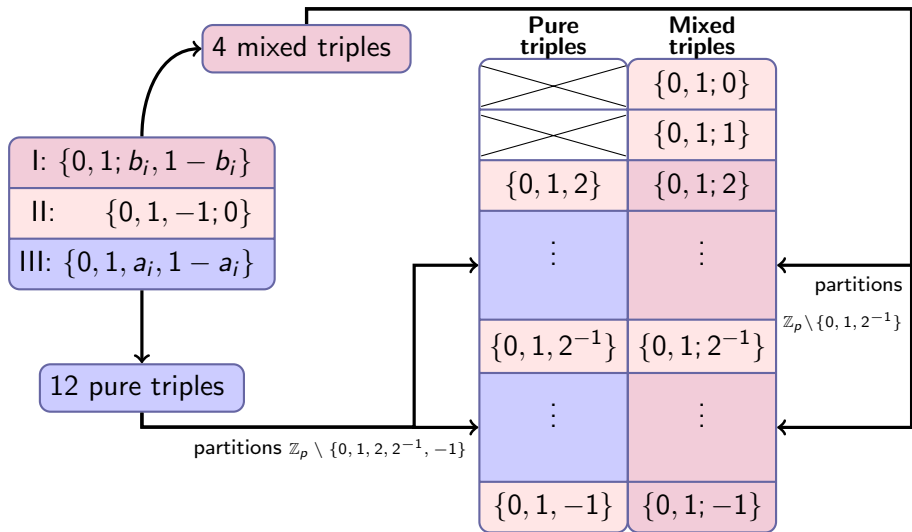 4 mixed triples
I: {0, 1; b_i, 1 − b_i}
II: {0, 1, −1; 0}
III: {0, 1, a_i, 1 − a_i}
12 pure triples
partitions ℤ_p \ {0, 1, 2, 2⁻¹, −1}
Pure triples
Mixed triples
{0, 1; 0}
{0, 1; 1}
{0, 1, 2} {0, 1; 2}
⋮ ⋮
{0, 1, 2⁻¹} {0, 1; 2⁻¹}
⋮ ⋮
{0, 1, −1} {0, 1; −1}
partitions
ℤ_p\{0, 1, 2⁻¹}